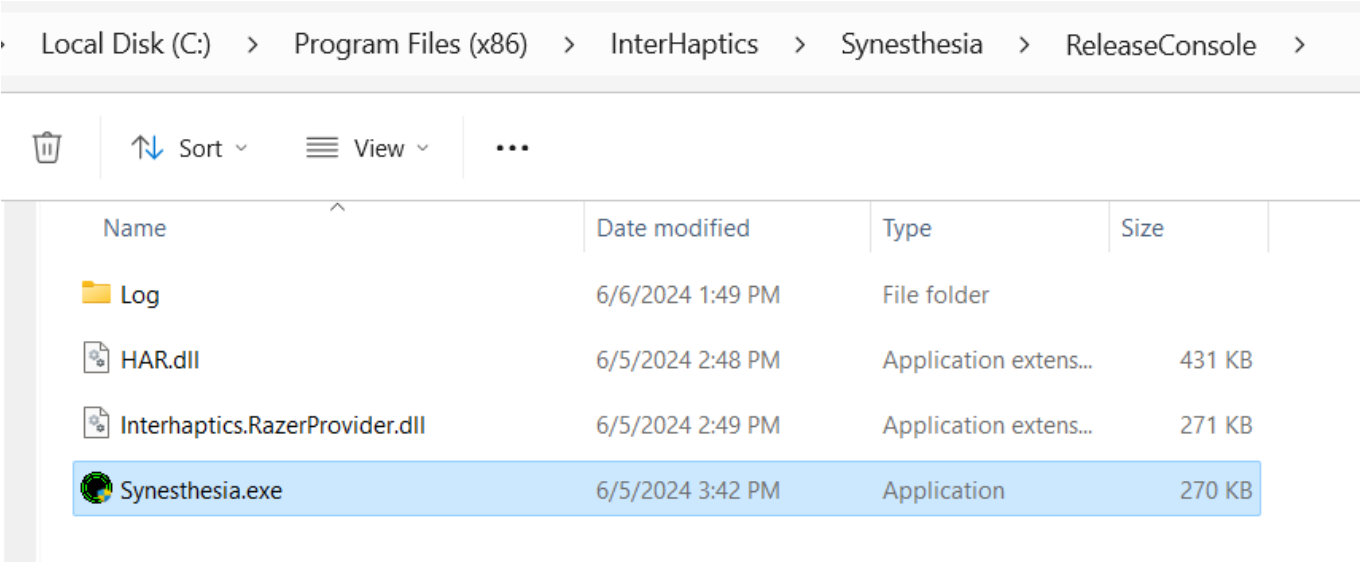 Local Disk (C:) > Program Files (x86) > InterHaptics > Synesthesia > ReleaseConsole >
Sort View
Name Date modified Type Size
Log 6/6/2024 1:49 PM File folder
HAR.dll 6/5/2024 2:48 PM Application extens... 431 KB
Interhaptics.RazerProvider.dll 6/5/2024 2:49 PM Application extens... 271 KB
Synesthesia.exe 6/5/2024 3:42 PM Application 270 KB